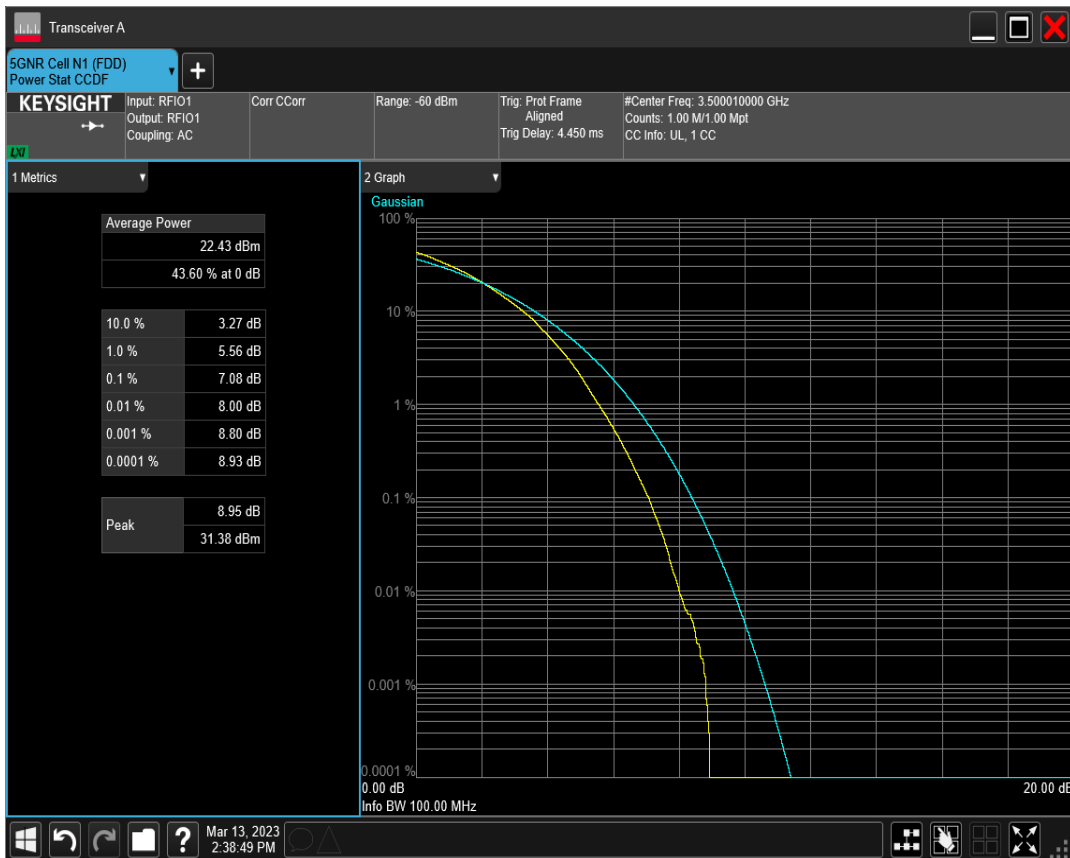 Transceiver A
5GNR Cell N1 (FDD)
Power Stat CCDF
+
KEYSIGHT
LXI
Input: RFIO1
Output: RFIO1
Coupling: AC
Corr CCorr
Range: -60 dBm
Trig: Prot Frame
Aligned
Trig Delay: 4.450 ms
#Center Freq: 3.500010000 GHz
Counts: 1.00 M/1.00 Mpt
CC Info: UL, 1 CC
1 Metrics
Average Power
22.43 dBm
43.60 % at 0 dB
10.0 % 3.27 dB
1.0 % 5.56 dB
0.1 % 7.08 dB
0.01 % 8.00 dB
0.001 % 8.80 dB
0.0001 % 8.93 dB
Peak 8.95 dB
31.38 dBm
2 Graph
Gaussian
100 %
10 %
1 %
0.1 %
0.01 %
0.001 %
0.0001 %
0.00 dB 20.00 dB
Info BW 100.00 MHz
?
Mar 13, 2023
2:38:49 PM